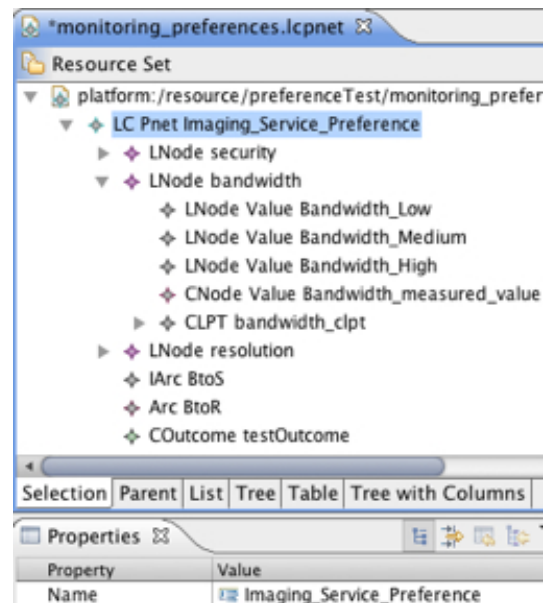 *monitoring_preferences.lcpnet
Resource Set
platform:/resource/preferenceTest/monitoring_prefer
LC Pnet Imaging_Service_Preference
LNode security
LNode bandwidth
LNode Value Bandwidth_Low
LNode Value Bandwidth_Medium
LNode Value Bandwidth_High
CNode Value Bandwidth_measured_value
CLPT bandwidth_clpt
LNode resolution
IArc BtoS
Arc BtoR
COutcome testOutcome
Selection Parent List Tree Table Tree with Columns
Properties
Property Value
Name Imaging_Service_Preference